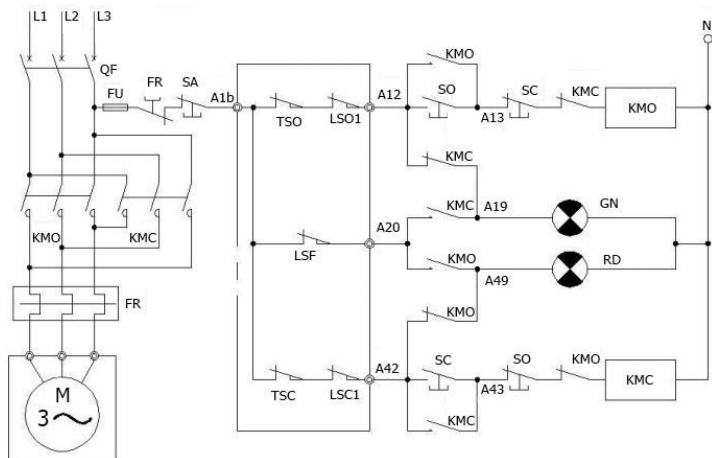 L1 L2 L3
N
KMO
QF
FR SA
FU
A1b
A12
SO
SC
KMC
A13
KMO
TSO
LSO1
KMC
KMC
A19
GN
A20
LSF
KMO
A49
RD
KMO
KMC
FR
KMO
A42
SC
SO
KMO
A43
KMC
TSC
LSC1
KMC
M
3